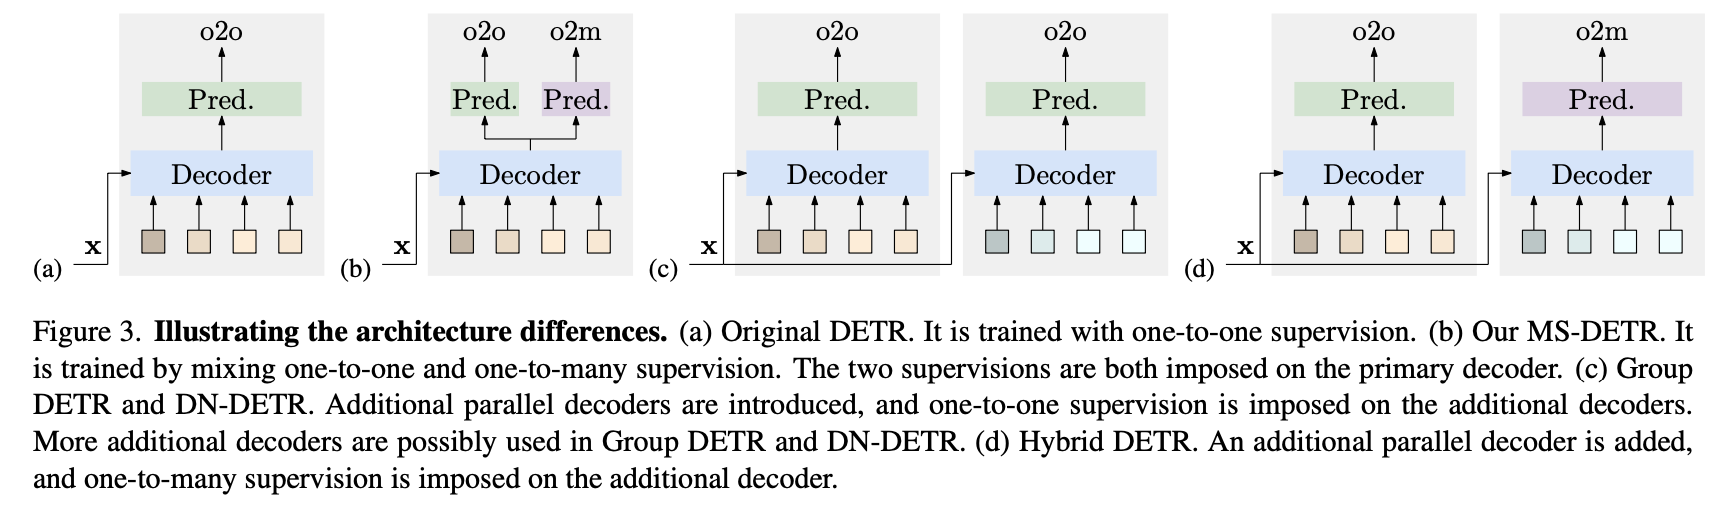 o2o o2o o2m o2o o2o o2o o2m
Pred. Pred. Pred. Pred. Pred. Pred. Pred.
Decoder Decoder Decoder Decoder Decoder Decoder
x x x x
(a) (b) (c) (d)
Figure 3. Illustrating the architecture differences. (a) Original DETR. It is trained with one-to-one supervision. (b) Our MS-DETR. It
is trained by mixing one-to-one and one-to-many supervision. The two supervisions are both imposed on the primary decoder. (c) Group
DETR and DN-DETR. Additional parallel decoders are introduced, and one-to-one supervision is imposed on the additional decoders.
More additional decoders are possibly used in Group DETR and DN-DETR. (d) Hybrid DETR. An additional parallel decoder is added,
and one-to-many supervision is imposed on the additional decoder.